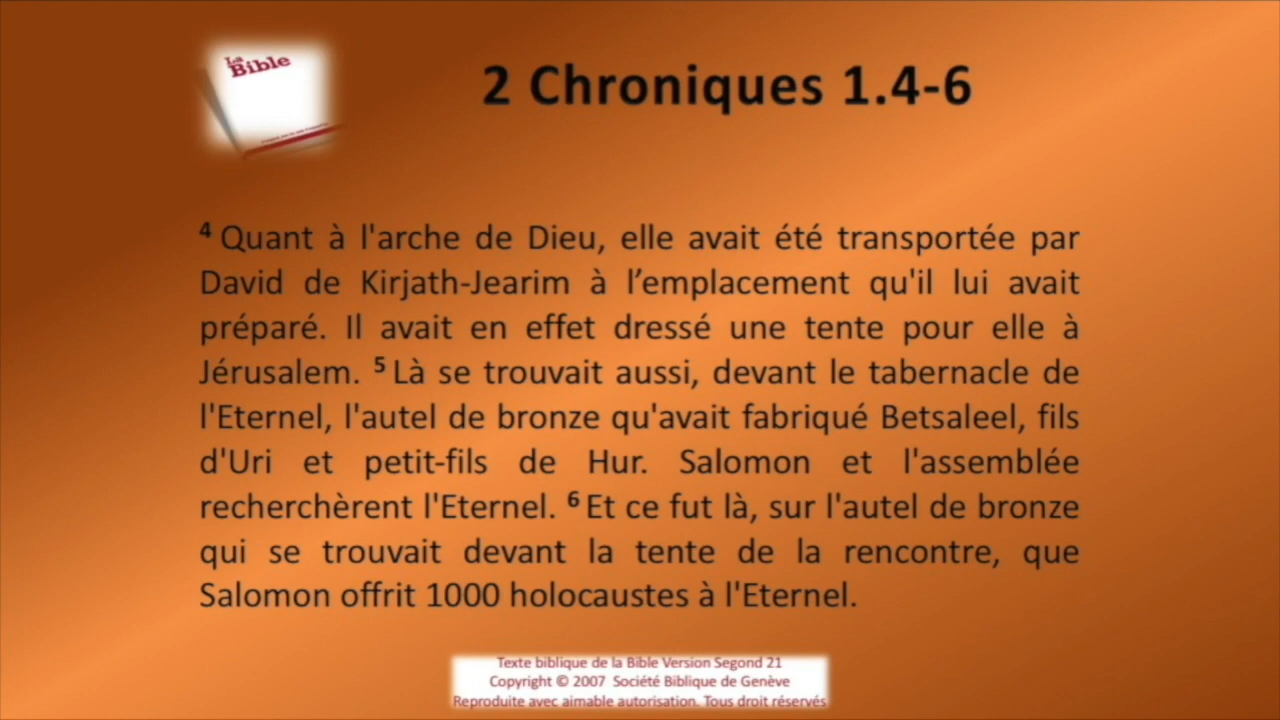 La
Bible
2 Chroniques 1.4-6
4 Quant à l'arche de Dieu, elle avait été transportée par
David de Kirjath-Jearim à l’emplacement qu'il lui avait
préparé. Il avait en effet dressé une tente pour elle à
Jérusalem. 5 Là se trouvait aussi, devant le tabernacle de
l'Eternel, l'autel de bronze qu'avait fabriqué Betsaleel, fils
d'Uri et petit-fils de Hur. Salomon et l'assemblée
recherchèrent l'Eternel. 6 Et ce fut là, sur l'autel de bronze
qui se trouvait devant la tente de la rencontre, que
Salomon offrit 1000 holocaustes à l'Eternel.
Texte biblique de la Bible Version Segond 21
Copyright © 2007 Société Biblique de Genève
Reproduite avec aimable autorisation. Tous droit réservés